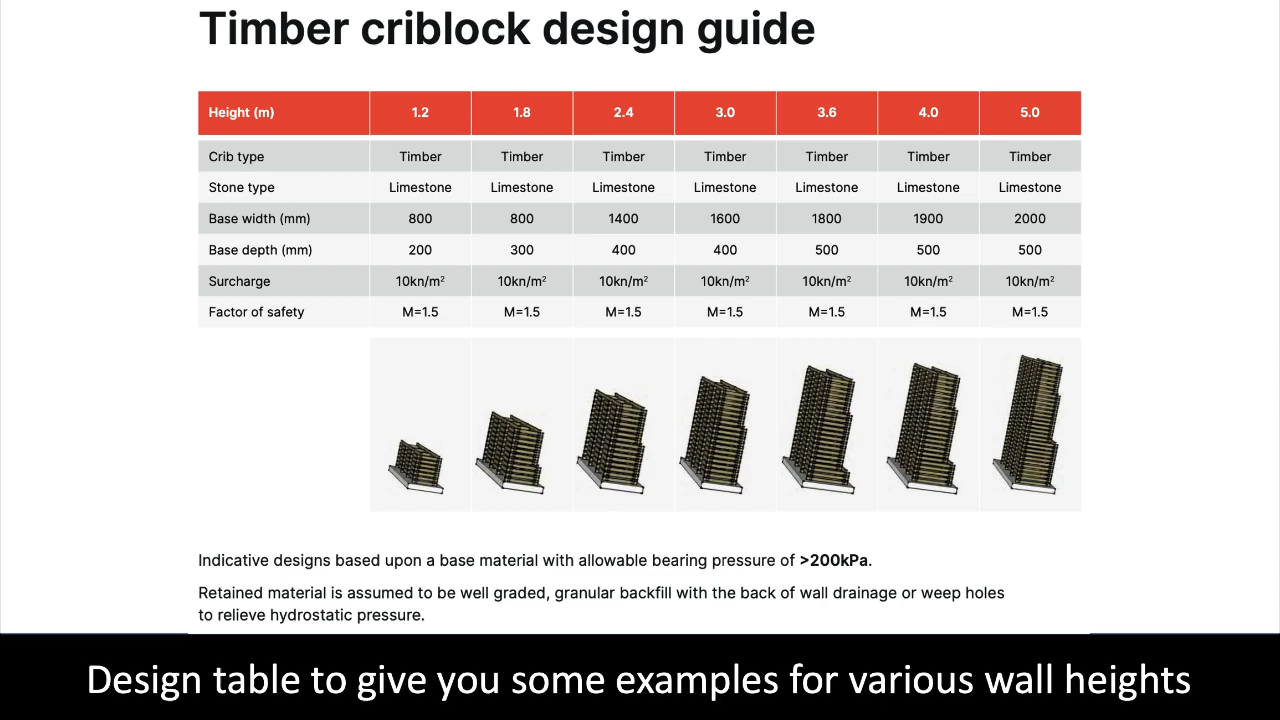 Timber criblock design guide
Height (m) 1.2 1.8 2.4 3.0 3.6 4.0 5.0
Crib type Timber Timber Timber Timber Timber Timber Timber
Stone type Limestone Limestone Limestone Limestone Limestone Limestone Limestone
Base width (mm) 800 800 1400 1600 1800 1900 2000
Base depth (mm) 200 300 400 400 500 500 500
Surcharge 10kn/m² 10kn/m² 10kn/m² 10kn/m² 10kn/m² 10kn/m² 10kn/m²
Factor of safety M=1.5 M=1.5 M=1.5 M=1.5 M=1.5 M=1.5 M=1.5
Indicative designs based upon a base material with allowable bearing pressure of >200kPa.
Retained material is assumed to be well graded, granular backfill with the back of wall drainage or weep holes
to relieve hydrostatic pressure.
Design table to give you some examples for various wall heights